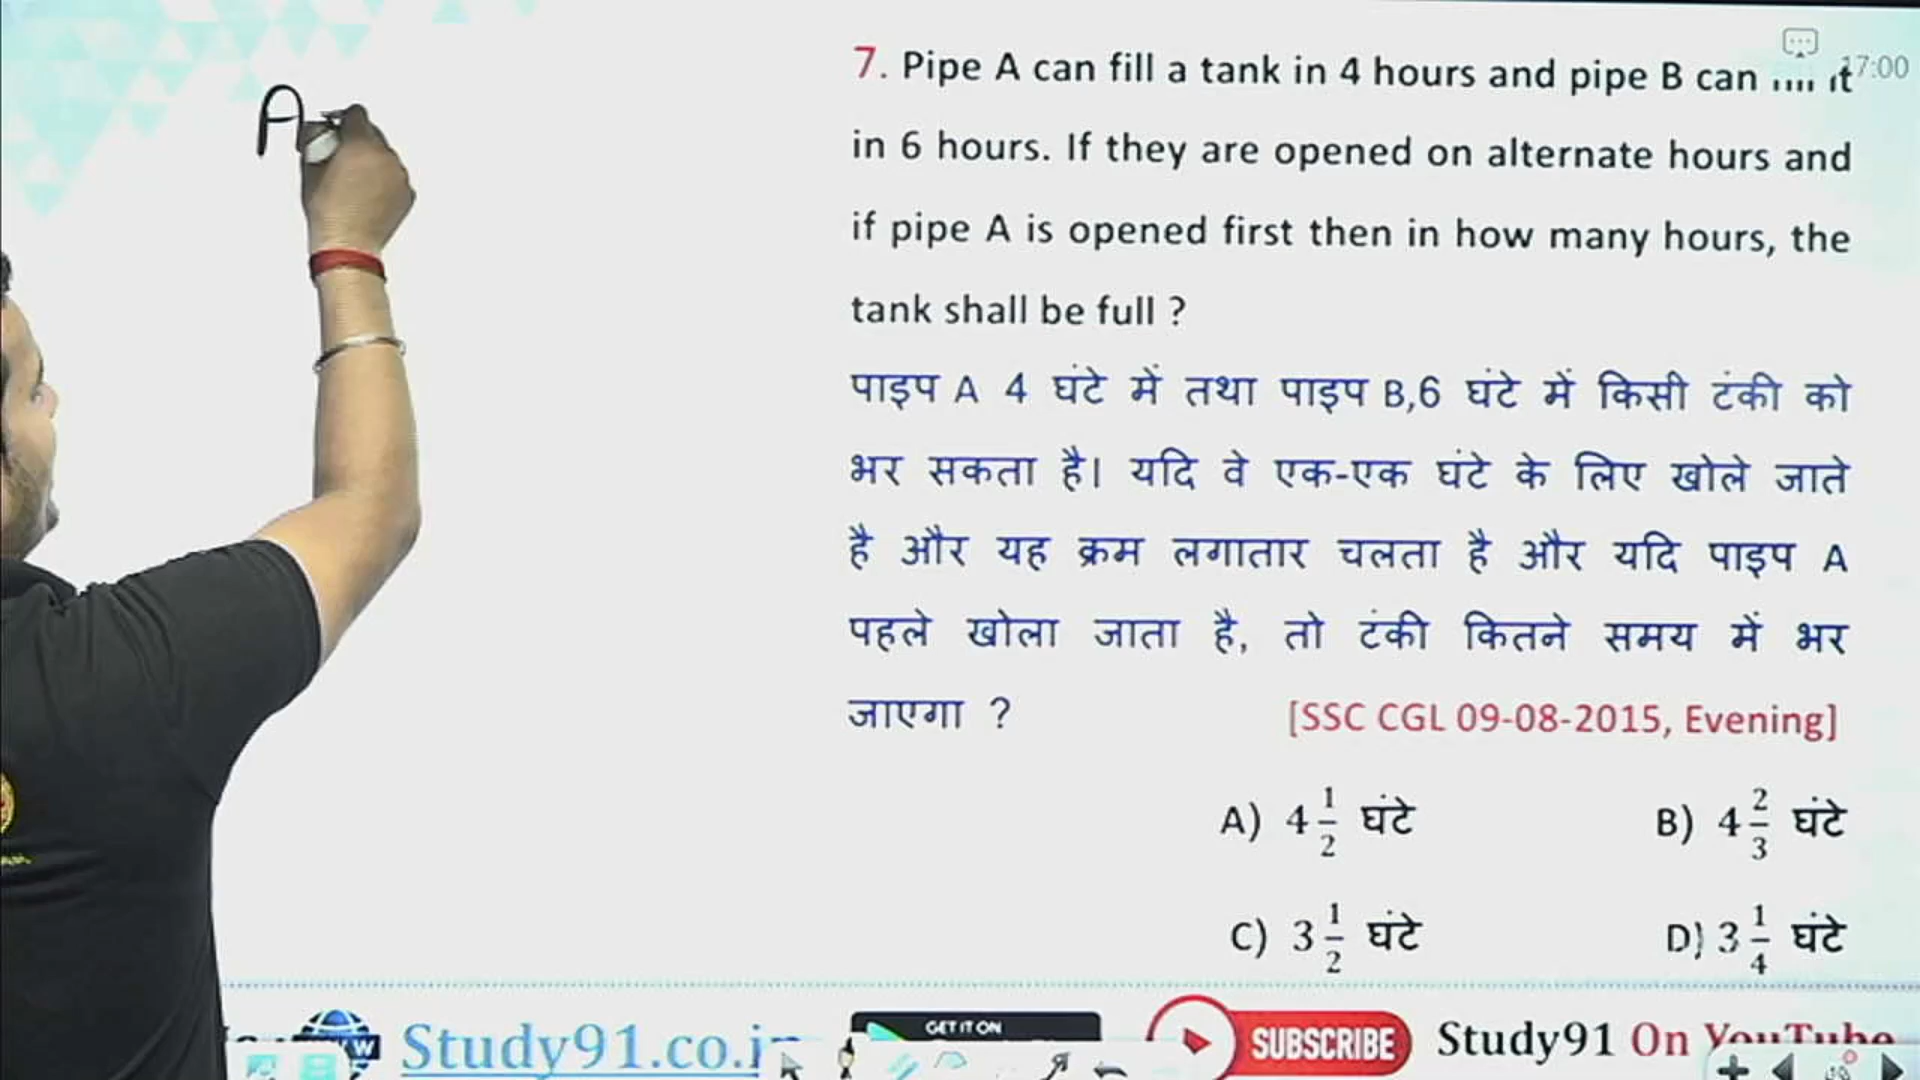 A
17:00
7. Pipe A can fill a tank in 4 hours and pipe B can it
in 6 hours. If they are opened on alternate hours and
if pipe A is opened first then in how many hours, the
tank shall be full ?
पाइप A 4 घंटे में तथा पाइप B,6 घंटे में किसी टंकी को
भर सकता है। यदि वे एक-एक घंटे के लिए खोले जाते
है और यह क्रम लगातार चलता है और यदि पाइप A
पहले खोला जाता है, तो टंकी कितने समय में भर
जाएगा ? [SSC CGL 09-08-2015, Evening]
A) 4 1/2 घंटे B) 4 2/3 घंटे
C) 3 1/2 घंटे D) 3 1/4 घंटे
Study91.co.i GET IT ON SUBSCRIBE Study91 On YouTube